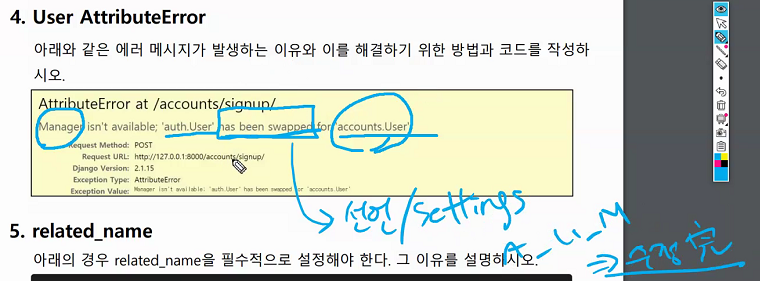 4. User AttributeError
아래와 같은 에러 메시지가 발생하는 이유와 이를 해결하기 위한 방법과 코드를 작성하
시오.
AttributeError at /accounts/signup/
Manager isn't available; 'auth.User' has been swapped for 'accounts.User'
Request Method: POST
Request URL: http://127.0.0.1:8000/accounts/signup/
Django Version: 2.1.15
Exception Type: AttributeError
Exception Value: Manager isn't available; 'auth.User' has been swapped for 'accounts.User'
→ 선언/settings
A_U_M
⇒ 수정 完
5. related_name
아래의 경우 related_name을 필수적으로 설정해야 한다. 그 이유를 설명하시오.